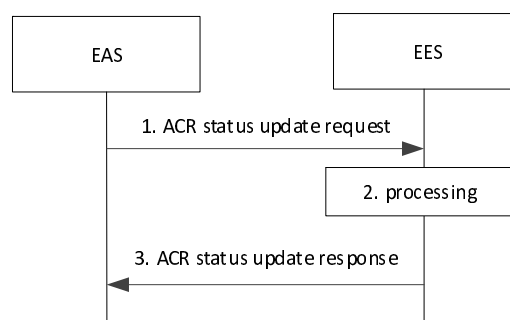 EAS
EES
1. ACR status update request
2. processing
3. ACR status update response